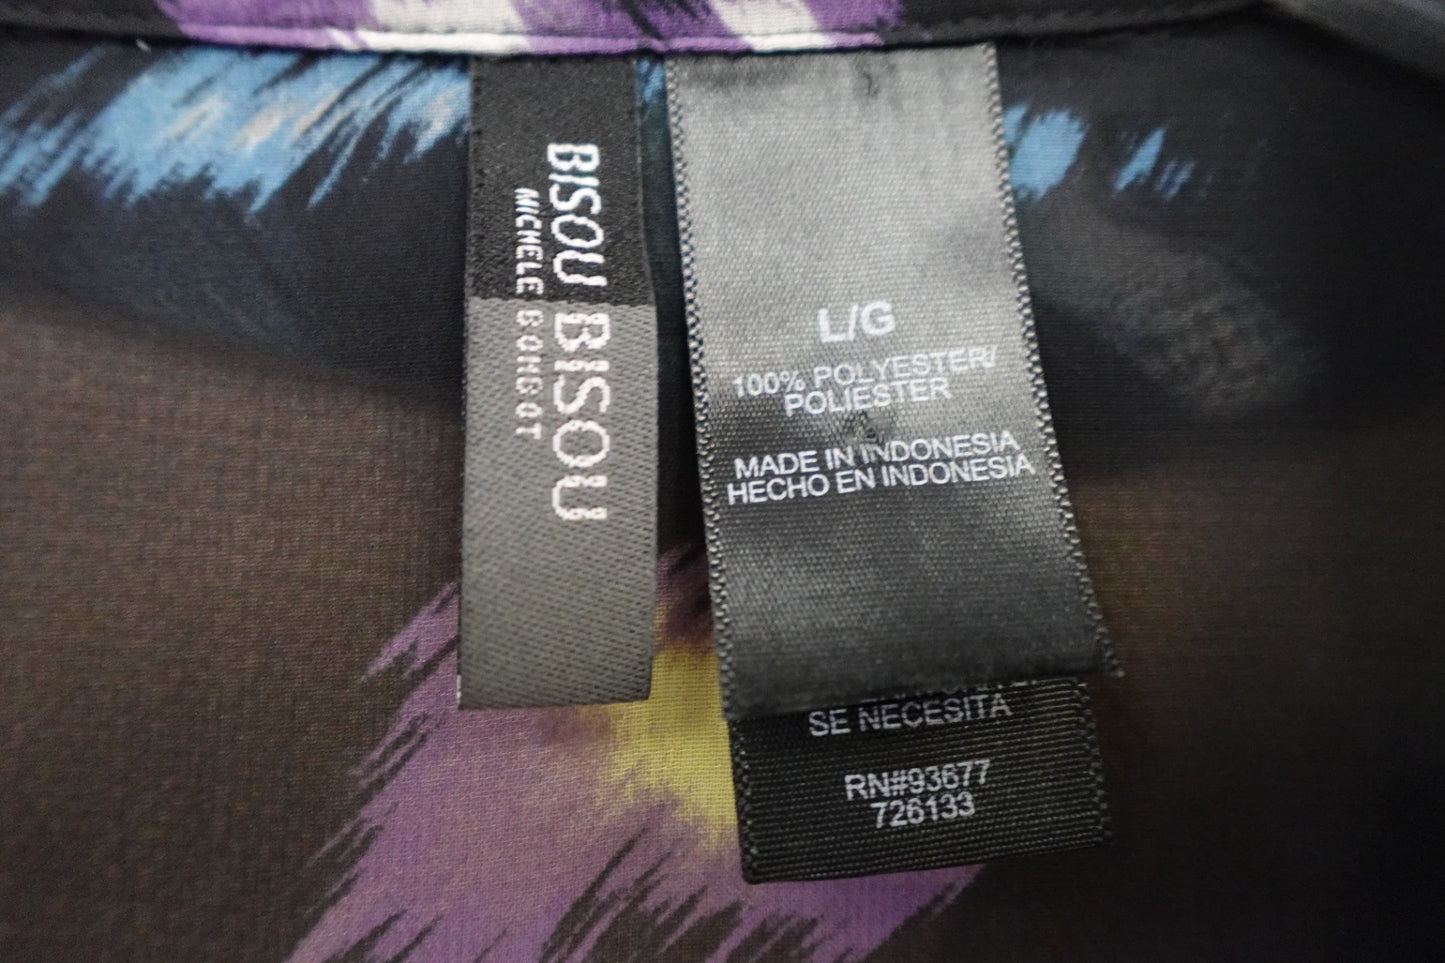 BISOU BISOU
MICHELE BOHBOT
L/G
100% POLYESTER/
POLIESTER
MADE IN INDONESIA
HECHO EN INDONESIA
SE NECESITA
RN#93677
726133